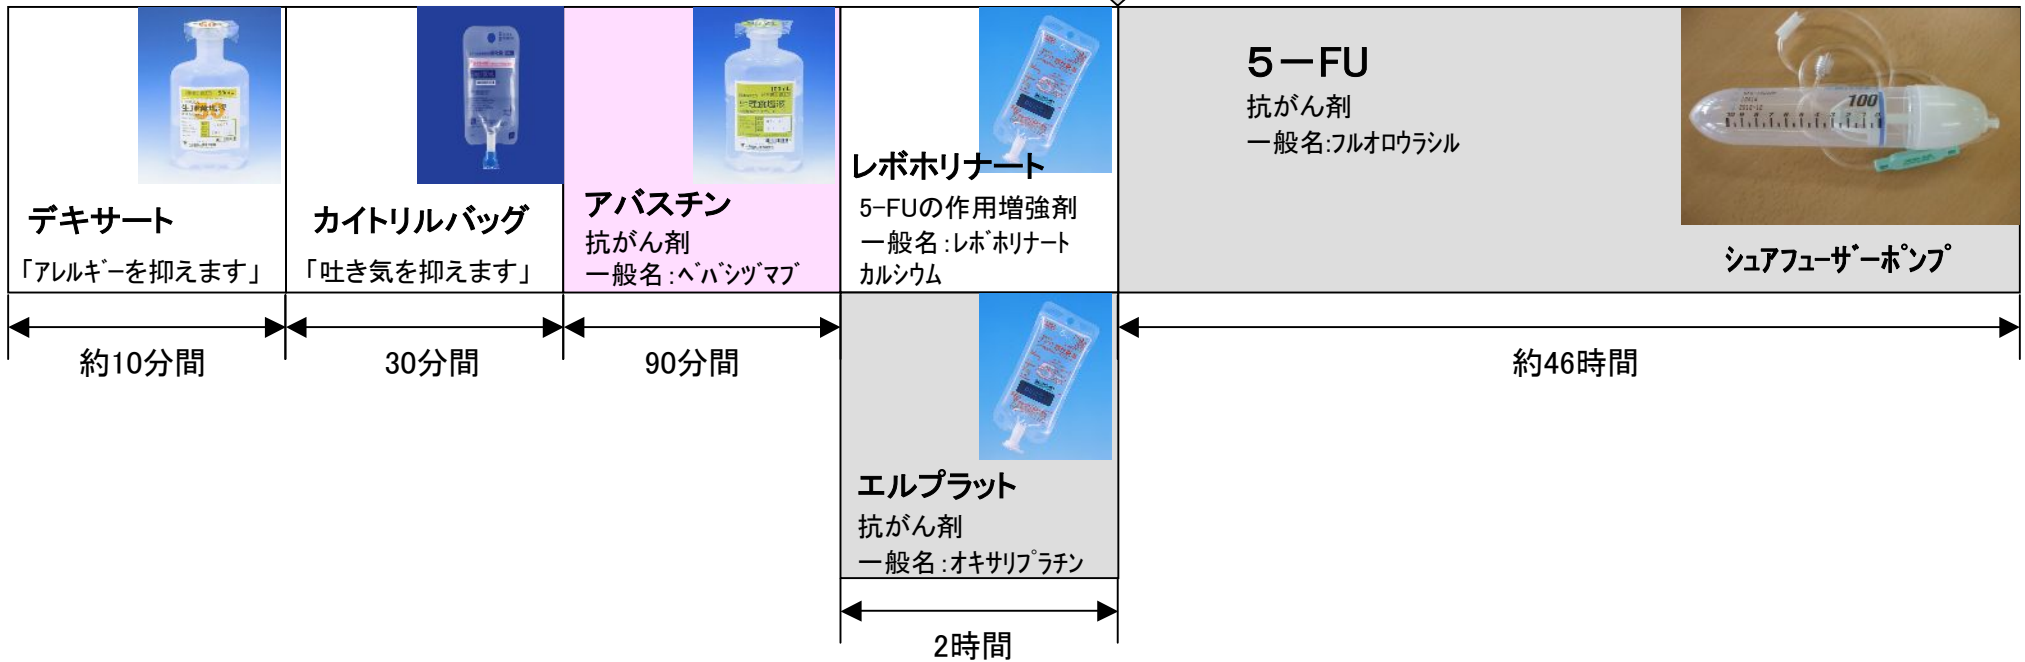 デキサート
「アレルギーを抑えます」
約10分間
カイトリルバッグ
「吐き気を抑えます」
30分間
アバスチン
抗がん剤
一般名:ベバシヅマブ
90分間
レボホリナート
5-FUの作用増強剤
一般名:レボホリナート
カルシウム
エルプラット
抗がん剤
一般名:オキサリプラチン
2時間
5-FU
抗がん剤
一般名:フルオロウラシル
100
シュアフューザーポンプ
約46時間